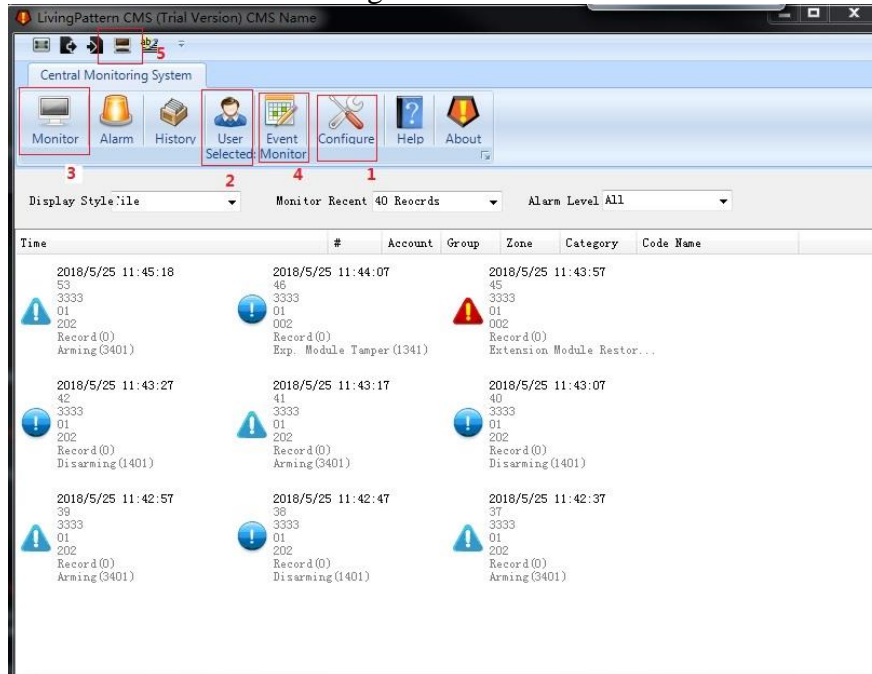 LivingPattern CMS (Trial Version) CMS Name
5
Central Monitoring System
Monitor Alarm History User Event Configure Help About
Selected: Monitor
3 2 4 1
Display Style Tile Monitor Recent 40 Reocrds Alarm Level All
Time # Account Group Zone Category Code Name
2018/5/25 11:45:18
53
3333
01
202
Record(0)
Arming(3401)
2018/5/25 11:44:07
46
3333
01
002
Record(0)
Exp. Module Tamper(1341)
2018/5/25 11:43:57
45
3333
01
002
Record(0)
Extension Module Restor...
2018/5/25 11:43:27
42
3333
01
202
Record(0)
Disarming(1401)
2018/5/25 11:43:17
41
3333
01
202
Record(0)
Arming(3401)
2018/5/25 11:43:07
40
3333
01
202
Record(0)
Disarming(1401)
2018/5/25 11:42:57
39
3333
01
202
Record(0)
Arming(3401)
2018/5/25 11:42:47
38
3333
01
202
Record(0)
Disarming(1401)
2018/5/25 11:42:37
37
3333
01
202
Record(0)
Arming(3401)